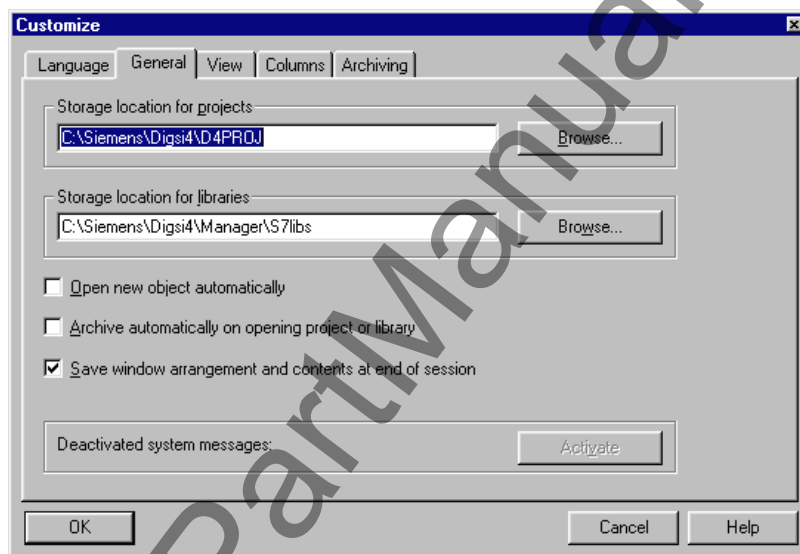 Customize
Language General View Columns Archiving
Storage location for projects
C:\Siemens\Digsi4\D4PROJ Browse...
Storage location for libraries
C:\Siemens\Digsi4\Manager\S7libs Browse...
Open new object automatically
Archive automatically on opening project or library
Save window arrangement and contents at end of session
Deactivated system messages: Activate
OK Cancel Help
PartManual